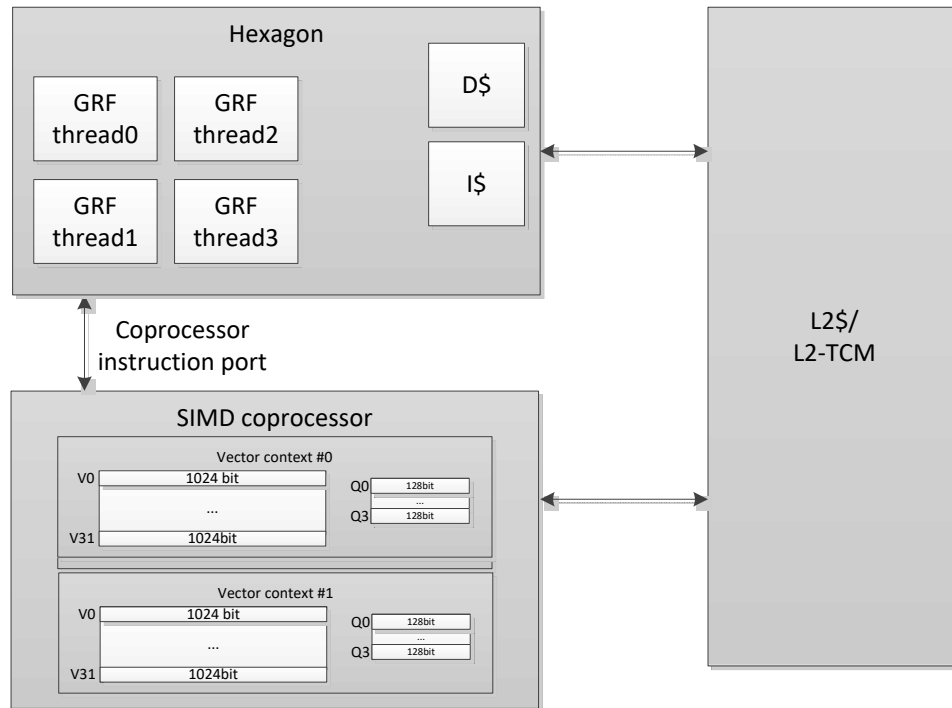 Hexagon
D$
GRF
thread0
GRF
thread2
I$
GRF
thread1
GRF
thread3
Coprocessor
instruction port
L2$/
L2-TCM
SIMD coprocessor
Vector context #0
V0
1024 bit
Q0
128bit
...
...
Q3
128bit
V31
1024bit
Vector context #1
V0
1024 bit
Q0
128bit
...
...
Q3
128bit
V31
1024bit